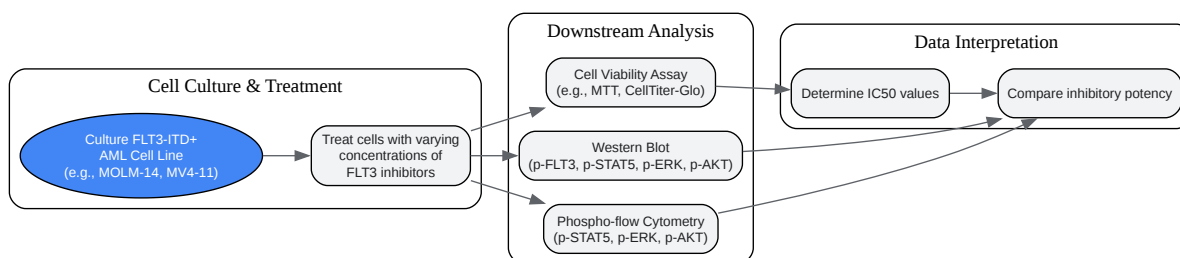 Cell Culture & Treatment
Culture FLT3-ITD+
AML Cell Line
(e.g., MOLM-14, MV4-11)
Treat cells with varying
concentrations of
FLT3 inhibitors
Downstream Analysis
Cell Viability Assay
(e.g., MTT, CellTiter-Glo)
Western Blot
(p-FLT3, p-STAT5, p-ERK, p-AKT)
Phospho-flow Cytometry
(p-STAT5, p-ERK, p-AKT)
Data Interpretation
Determine IC50 values
Compare inhibitory potency